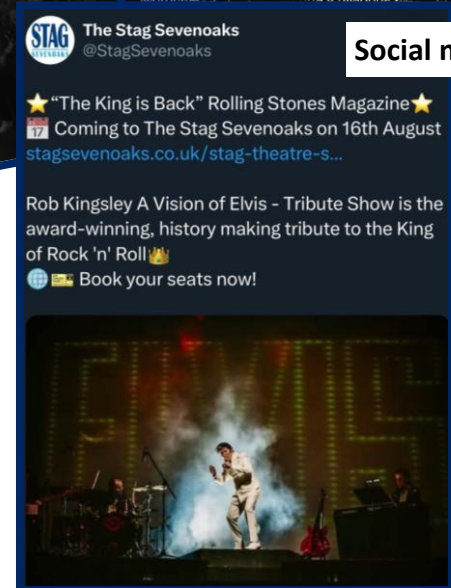 STAG
SEVENOAKS
The Stag Sevenoaks
@StagSevenoaks
Social
⭐“The King is Back” Rolling Stones Magazine⭐
📅 Coming to The Stag Sevenoaks on 16th August
stagsevenoaks.co.uk/stag-theatre-s...
Rob Kingsley A Vision of Elvis - Tribute Show is the
award-winning, history making tribute to the King
of Rock 'n' Roll👑
🌐🎫 Book your seats now!
ELVIS